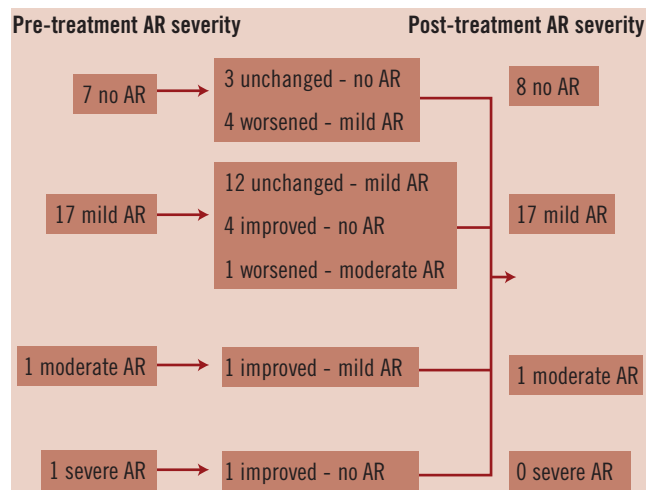 Pre-treatment AR severity
Post-treatment AR severity
7 no AR
3 unchanged - no AR
4 worsened - mild AR
8 no AR
17 mild AR
12 unchanged - mild AR
4 improved - no AR
1 worsened - moderate AR
17 mild AR
1 moderate AR
1 improved - mild AR
1 moderate AR
1 severe AR
1 improved - no AR
0 severe AR